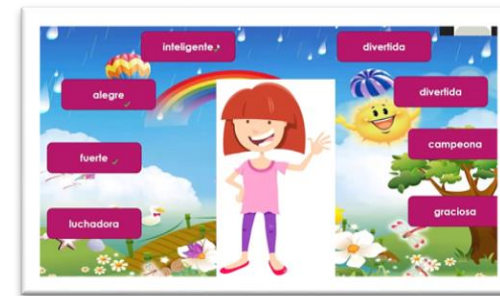 inteligente
divertida
alegre
divertida
fuerte
campeona
luchadora
graciosa